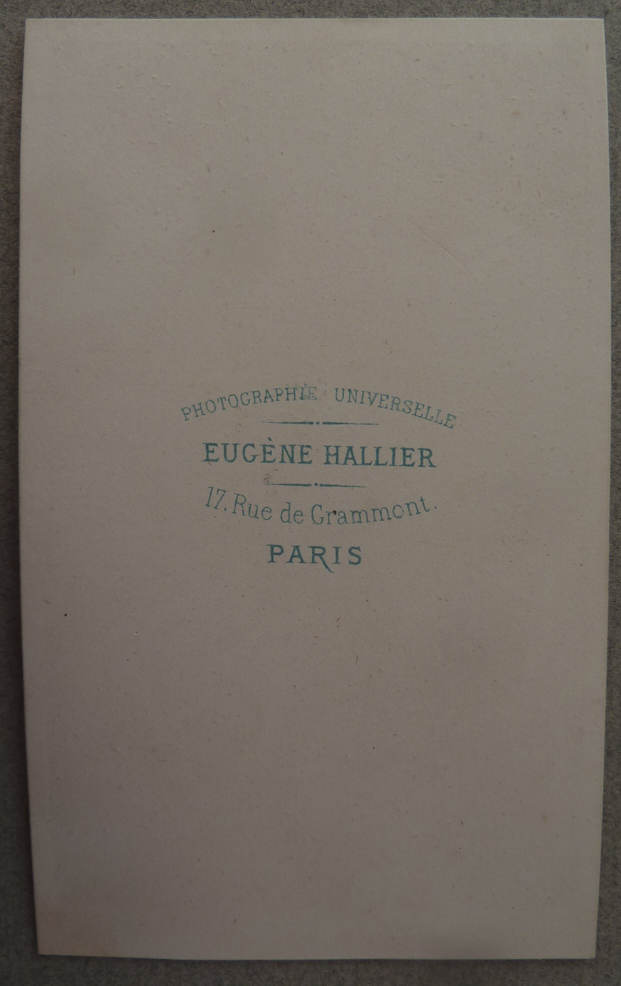 PHOTOGRAPHIE UNIVERSELLE
EUGÈNE HALLIER
17. Rue de Grammont.
PARIS